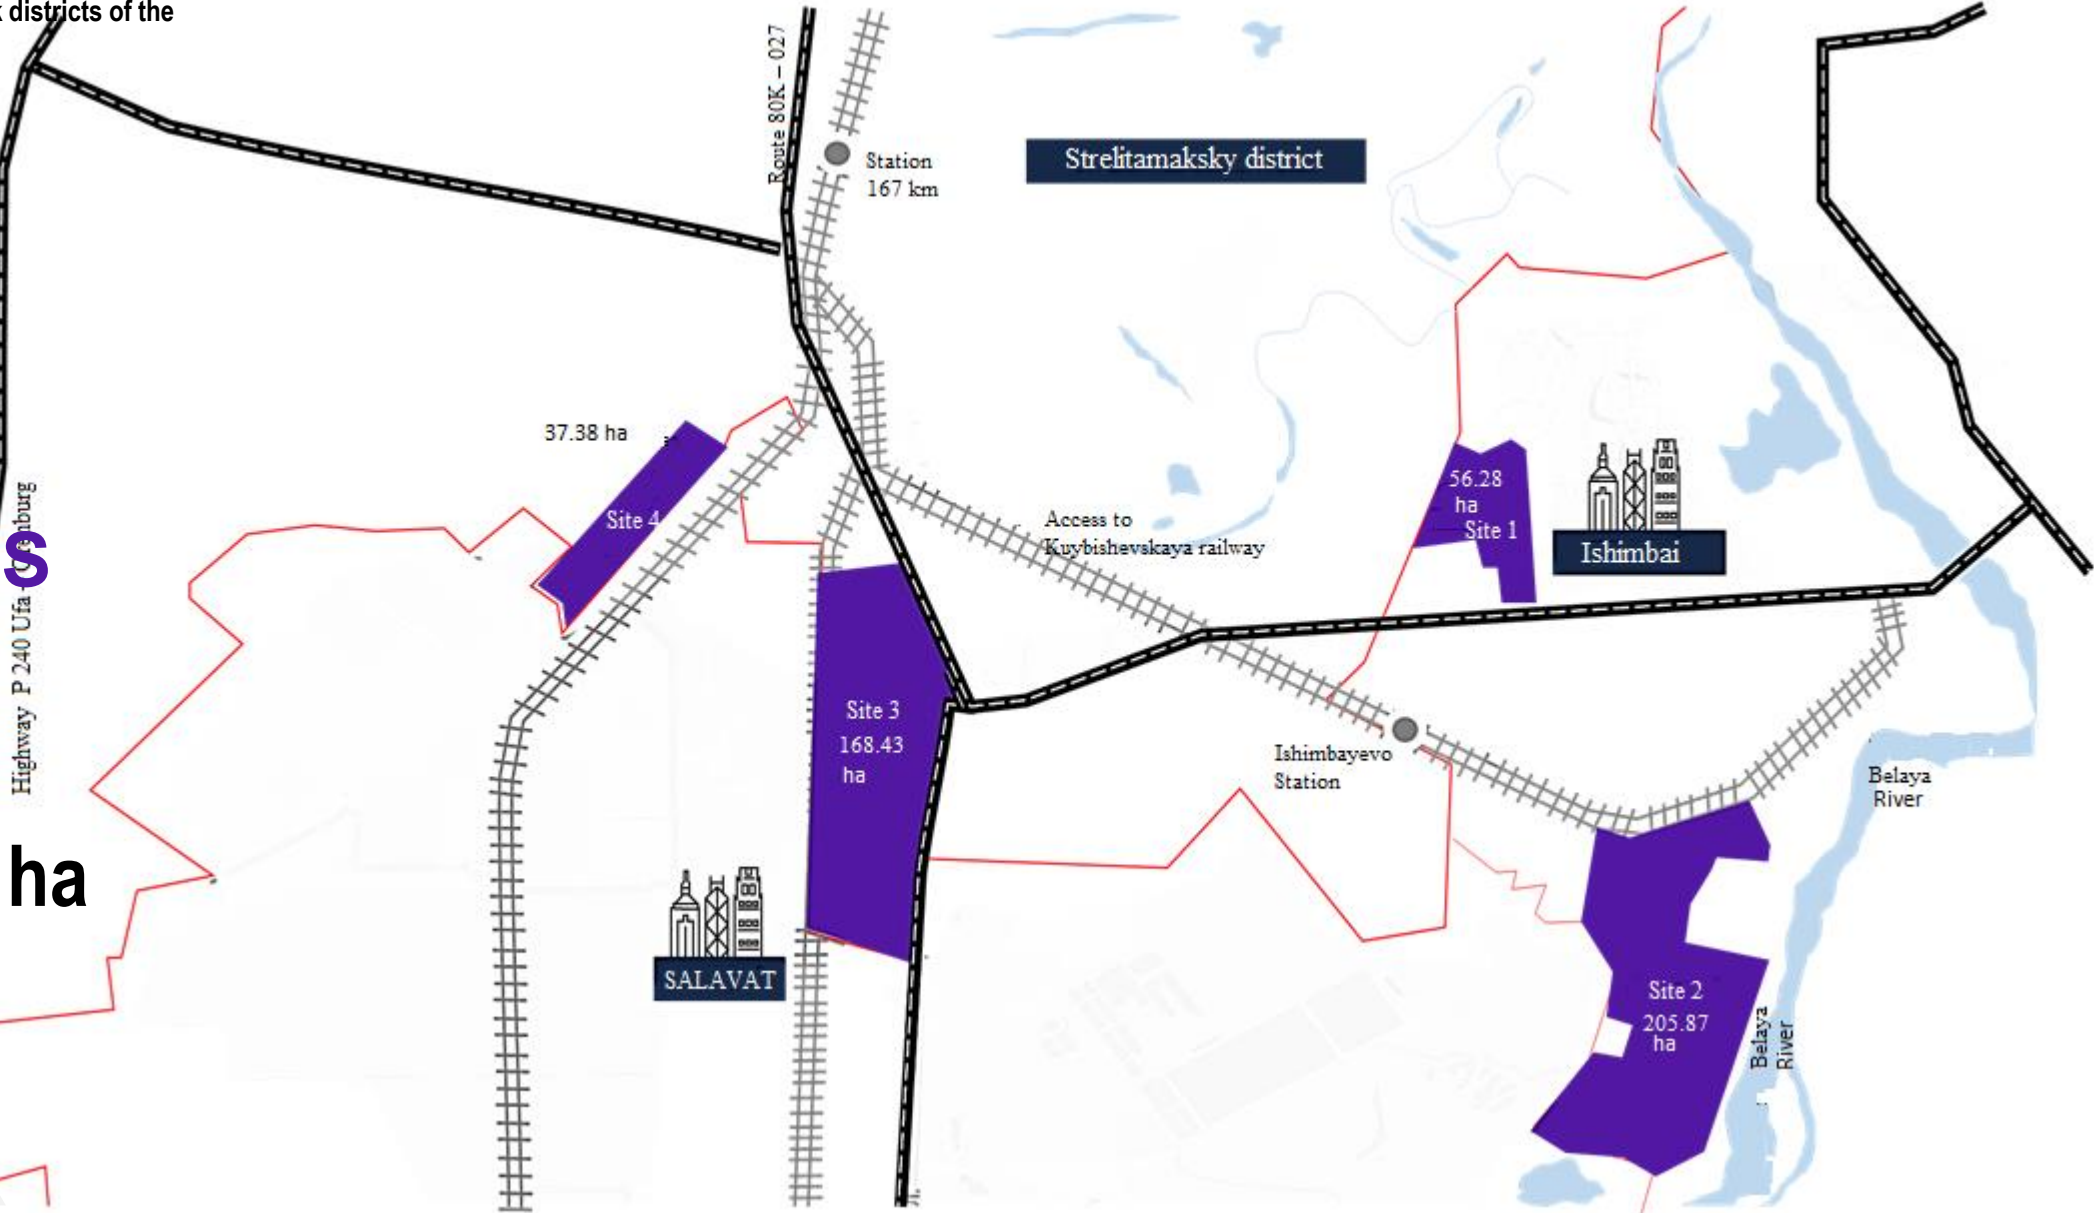 districts of the
Route 80K – 027
Station
167 km
Strelitamaksky district
37.38 ha
Site 4
56.28
ha
Site 1
Ishimbai
Access to
Kuybishevskaya railway
s
Highway P 240 Ufa
Site 3
168.43
ha
Ishimbayevo
Station
Belaya
River
ha
SALAVAT
Site 2
205.87
ha
Belaya
River